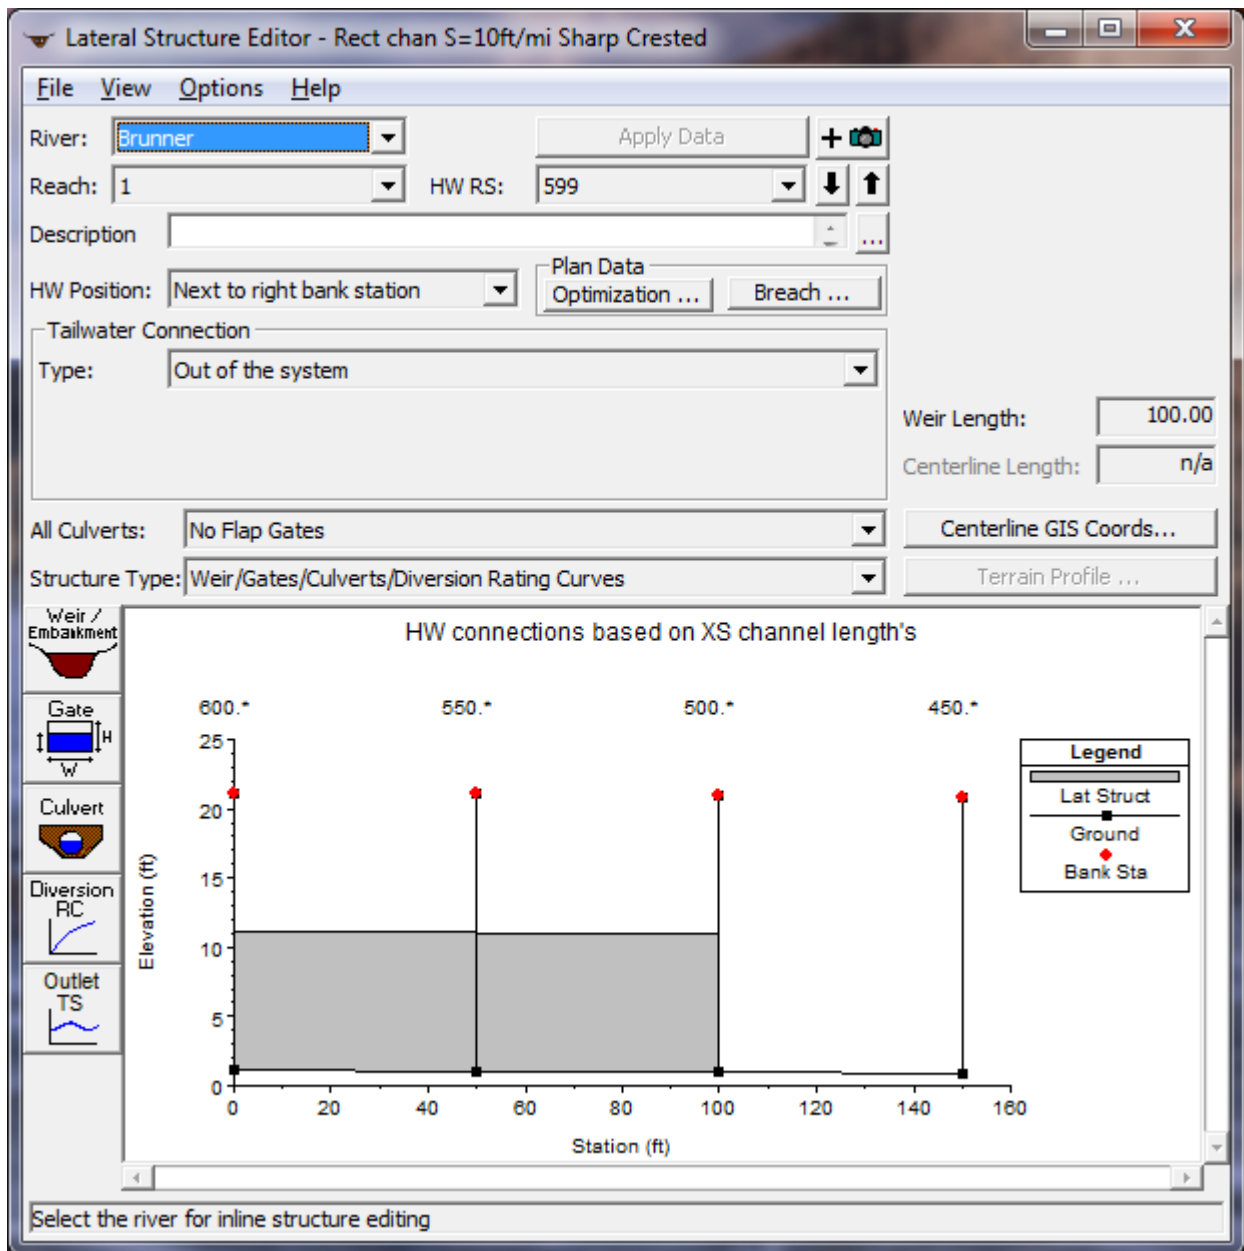 Lateral Structure Editor - Rect chan S=10ft/mi Sharp Crested
File View Options Help
River: Brunner Apply Data
Reach: 1 HW RS: 599
Description ...
Plan Data
HW Position: Next to right bank station Optimization ... Breach ...
Tailwater Connection
Type: Out of the system
Weir Length: 100.00
Centerline Length: n/a
All Culverts: No Flap Gates Centerline GIS Coords...
Structure Type: Weir/Gates/Culverts/Diversion Rating Curves Terrain Profile ...
Weir /
Embankment
Gate
H
W
Culvert
Diversion
RC
Outlet
TS
HW connections based on XS channel length's
600.* 550.* 500.* 450.*
25
20
15
10
5
0
Elevation (ft)
0 20 40 60 80 100 120 140 160
Station (ft)
Legend
Lat Struct
Ground
Bank Sta
Select the river for inline structure editing